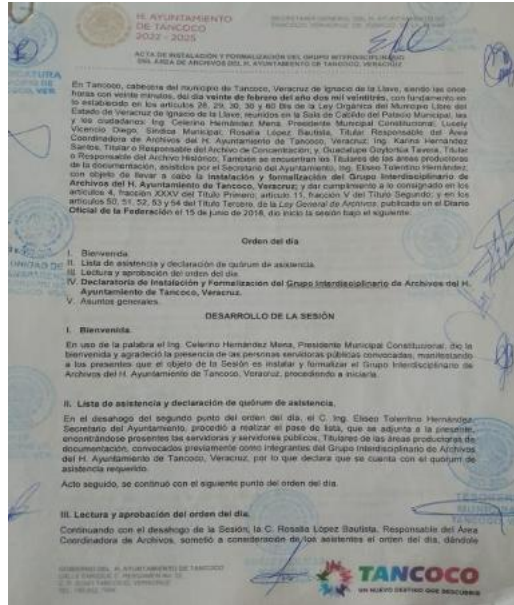 H. AYUNTAMIENTO
DE TANCOCO
2022 - 2025
SECRETARÍA GENERAL DEL H. AYUNTAMIENTO
TANCOCO, VERACRUZ DE
ACTA DE INSTALACIÓN Y FORMALIZACIÓN DEL GRUPO INTERDISCIPLINARIO
DEL ÁREA DE ARCHIVOS DEL H. AYUNTAMIENTO DE TANCOCO, VERACRUZ
En Tancoco, cabecera del municipio de Tancoco, Veracruz de Ignacio de la Llave, siendo las once
horas con veinte minutos, del día veinte de febrero del año dos mil veintitrés, con fundamento en
lo establecido en los artículos 28, 29, 30, 36 y 60 Bis de la Ley Orgánica del Municipio Libre del
Estado de Veracruz de Ignacio de la Llave, reunidos en la Sala de Cabildo del Palacio Municipal, las
y los ciudadanos: Ing. Celerino Hernández Mena, Presidente Municipal Constitucional; Lusely
Vicencio Diego, Síndica Municipal; Rosalía López Bautista, Titular Responsable del Área
Coordinadora de Archivos del H. Ayuntamiento de Tancoco, Veracruz; Ing. Karina Hernández
Santos, Titular o Responsable del Archivo de Concentración; y, Guadalupe Tavera, Titular
o Responsable del Archivo Histórico; También se encuentran los Titulares de las áreas productoras
de la documentación, asistidos por el Secretario del Ayuntamiento, Ing. Eliseo Tolentino Hernández;
con objeto de llevar a cabo la instalación y formalización del Grupo Interdisciplinario de
Archivos del H. Ayuntamiento de Tancoco, Veracruz; y dar cumplimiento a lo consignado en los
artículos 4, fracción XXXV del Título Primero; artículo 11, fracción V del Título Segundo; y en los
artículos 50, 51, 52, 53 y 54 del Título Tercero, de la Ley General de Archivos, publicado en el Diario
Oficial de la Federación el 15 de junio de 2018, dio inicio la sesión bajo el siguiente:
Orden del día
I. Bienvenida.
II. Lista de asistencia y declaración de quórum de asistencia.
III. Lectura y aprobación del orden del día.
IV. Declaratoria de Instalación y Formalización del Grupo Interdisciplinario de Archivos del H.
Ayuntamiento de Tancoco, Veracruz.
V. Asuntos generales.
DESARROLLO DE LA SESIÓN
I. Bienvenida.
En uso de la palabra el Ing. Celerino Hernández Mena, Presidente Municipal Constitucional, dio la
bienvenida y agradeció la presencia de las personas servidoras públicas convocadas, manifestando
a los presentes que el objeto de la Sesión es instalar y formalizar el Grupo Interdisciplinario de
Archivos del H. Ayuntamiento de Tancoco, Veracruz, procediendo a iniciarla.
II. Lista de asistencia y declaración de quórum de asistencia.
En el desahogo del segundo punto del orden del día, el C. Ing. Eliseo Tolentino Hernández,
Secretario del Ayuntamiento, procedió a realizar el pase de lista, que se adjunta a la presente,
encontrándose presentes las servidoras y servidores públicos, Titulares de las áreas productoras de
documentación, convocados previamente como integrantes del Grupo Interdisciplinario de Archivos
del H. Ayuntamiento de Tancoco, Veracruz, por lo que declara que se cuenta con el quórum de
asistencia requerido.
Acto seguido, se continuó con el siguiente punto del orden del día.
III. Lectura y aprobación del orden del día.
Continuando con el desahogo de la Sesión, la C. Rosalía López Bautista, Responsable del Área
Coordinadora de Archivos, sometió a consideración de los asistentes el orden del día, dándole
GOBIERNO DEL H. AYUNTAMIENTO DE TANCOCO
TANCOCO
UN NUEVO DESTINO QUE DESCUBRIR